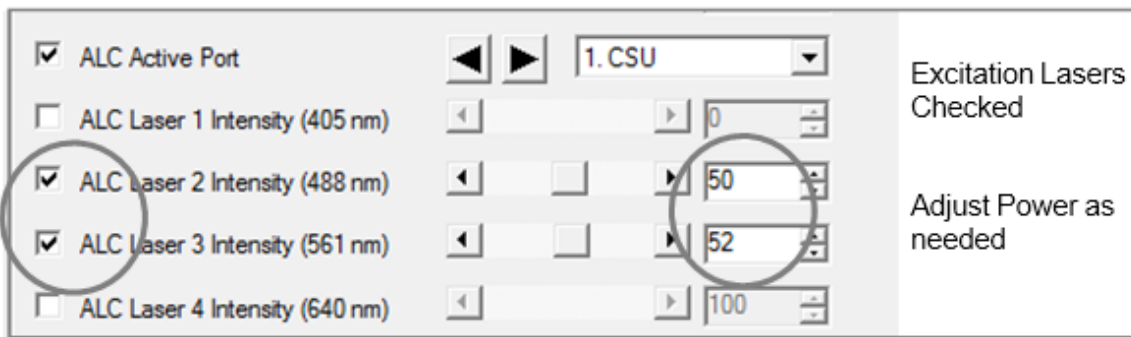 ALC Active Port
1. CSU
ALC Laser 1 Intensity (405 nm)
0
ALC Laser 2 Intensity (488 nm)
50
ALC Laser 3 Intensity (561 nm)
52
ALC Laser 4 Intensity (640 nm)
100
Excitation Lasers
Checked
Adjust Power as
needed